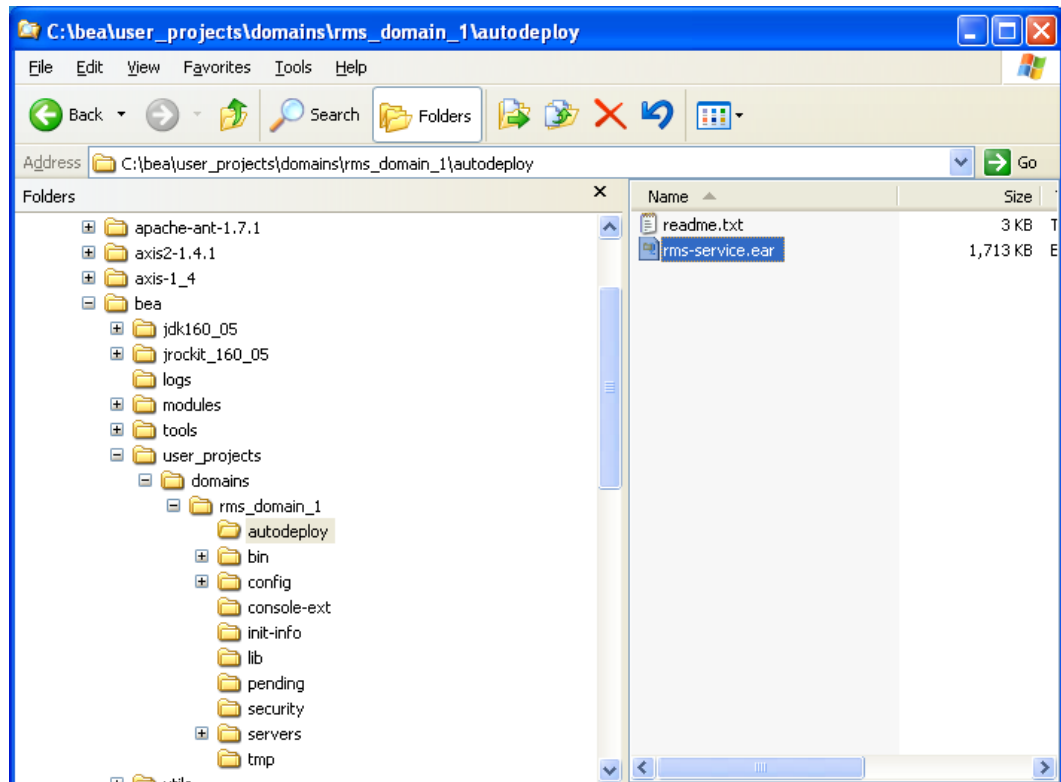 C:\bea\user_projects\domains\rms_domain_1\autodeploy
File Edit View Favorites Tools Help
Back Search Folders
Address C:\bea\user_projects\domains\rms_domain_1\autodeploy Go
Folders
Name Size
apache-ant-1.7.1
readme.txt 3 KB T
axis2-1.4.1
rms-service.ear 1,713 KB E
axis-1_4
bea
jdk160_05
jrockit_160_05
logs
modules
tools
user_projects
domains
rms_domain_1
autodeploy
bin
config
console-ext
init-info
lib
pending
security
servers
tmp